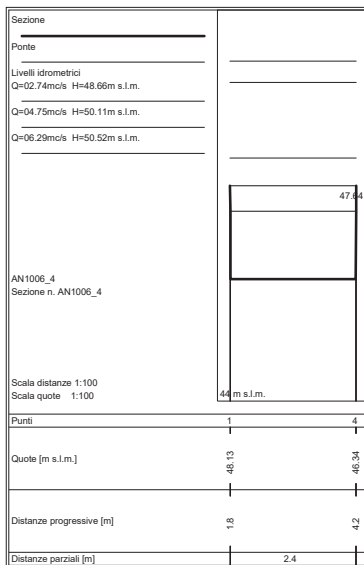 Sezione
Ponte
Livelli idrometrici
Q=02.74mc/s H=48.66m s.l.m.
Q=04.75mc/s H=50.11m s.l.m.
Q=06.29mc/s H=50.52m s.l.m.
47.64
AN1006_4
Sezione n. AN1006_4
Scala distanze 1:100
Scala quote 1:100
44 m s.l.m.
Punti 1 4
Quote [m s.l.m.] 48.13 46.34
Distanze progressive [m] 1.8 4.2
Distanze parziali [m] 2.4